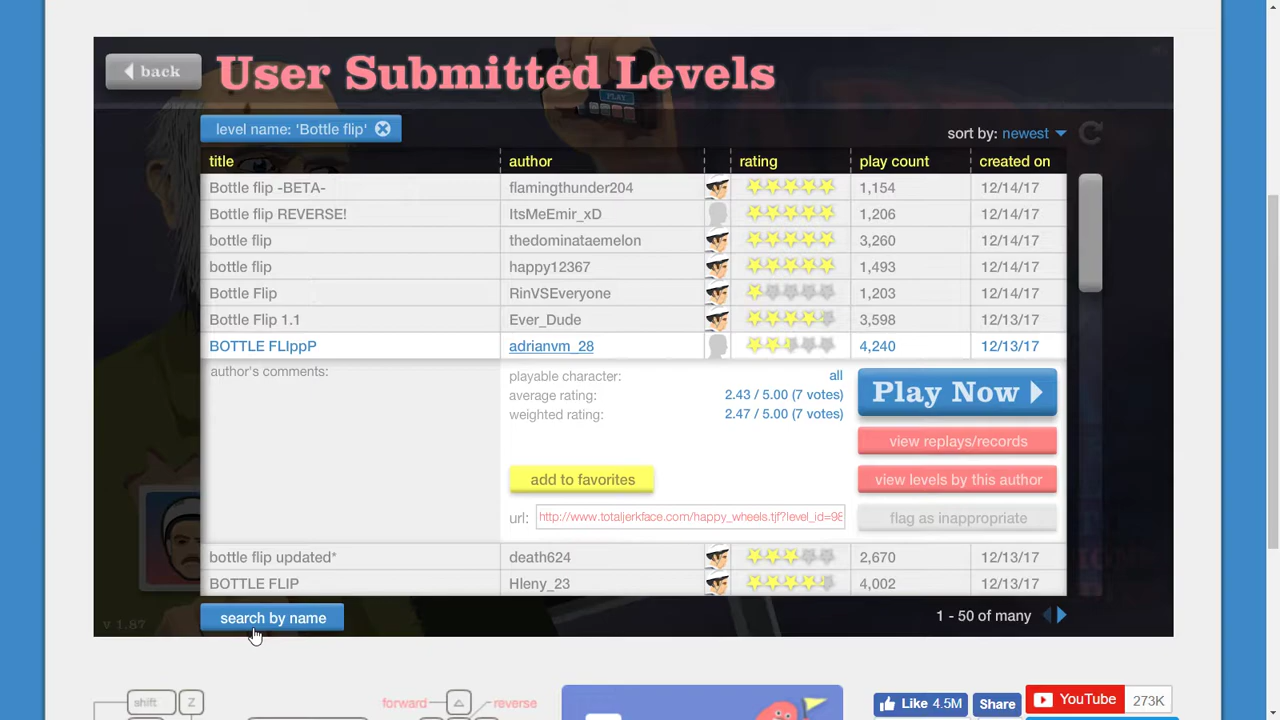 back
User Submitted Levels
PLAY
level name: 'Bottle flip'
sort by: newest
title author rating play count created on
Bottle flip -BETA- flamingthunder204 1,154 12/14/17
Bottle flip REVERSE! ItsMeEmir_xD 1,206 12/14/17
bottle flip thedominataemelon 3,260 12/14/17
bottle flip happy12367 1,493 12/14/17
Bottle Flip RinVSEveryone 1,203 12/14/17
Bottle Flip 1.1 Ever_Dude 3,598 12/13/17
BOTTLE FLIppP adrianvm_28 4,240 12/13/17
author's comments:
playable character: all
average rating: 2.43 / 5.00 (7 votes)
weighted rating: 2.47 / 5.00 (7 votes)
Play Now
view replays/records
add to favorites
view levels by this author
url: http://www.totaljerkface.com/happy_wheels.tjf?level_id=98
flag as inappropriate
bottle flip updated* death624 2,670 12/13/17
BOTTLE FLIP Hleny_23 4,002 12/13/17
search by name
1 - 50 of many
v 1.87
shift Z
forward reverse
Like 4.5M Share YouTube 273K